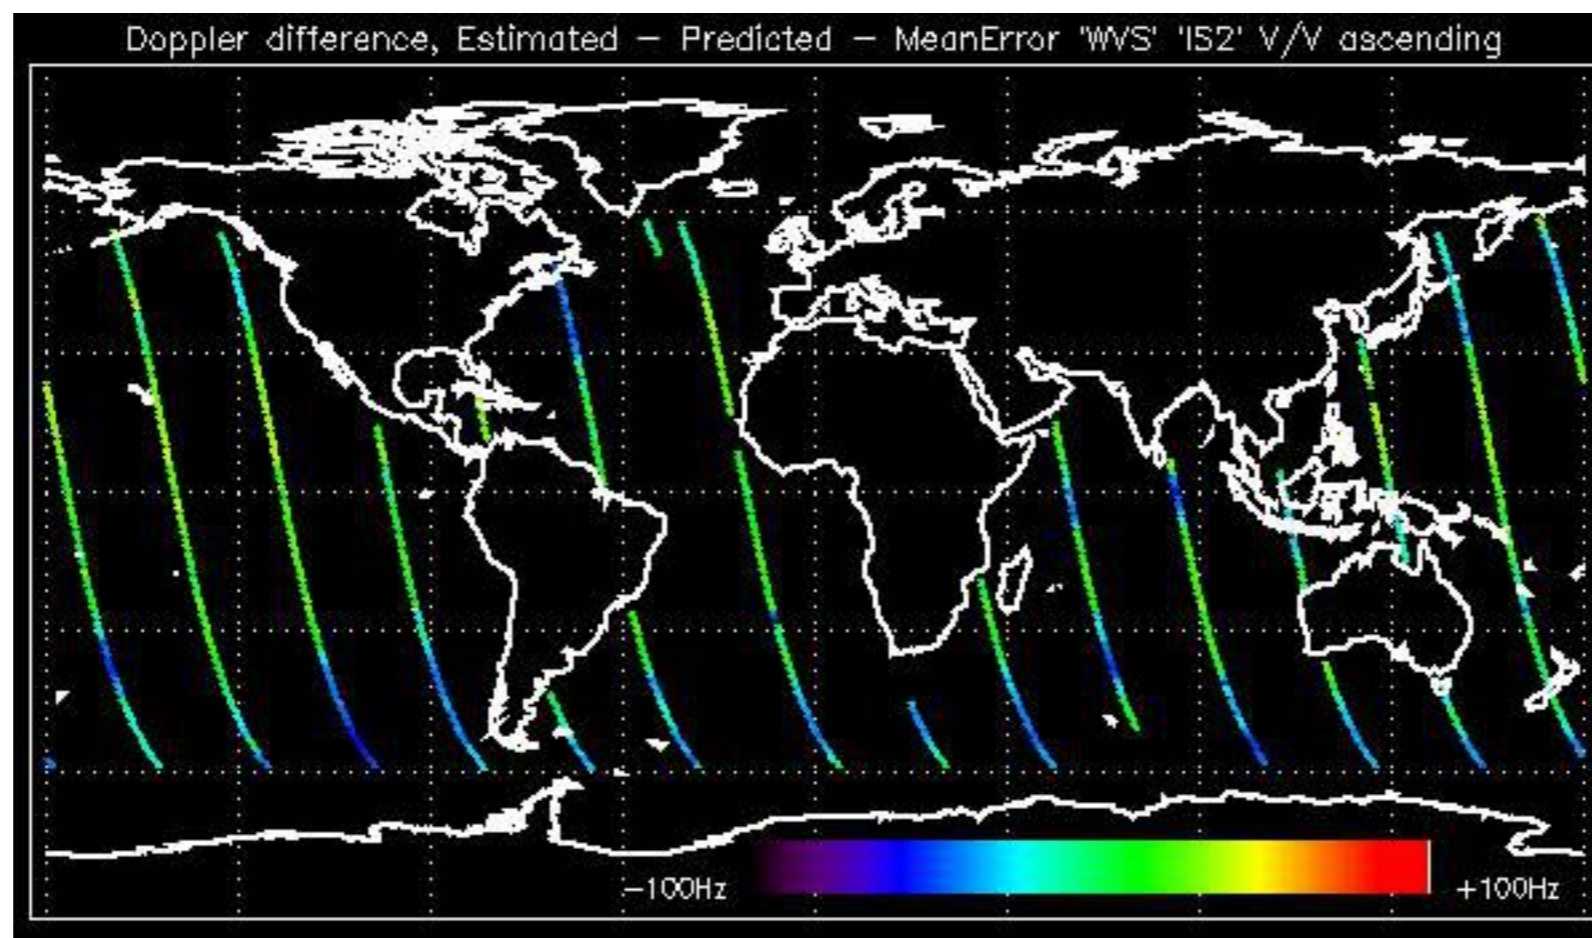 Doppler difference, Estimated – Predicted – MeanError 'WVS' 'IS2' V/V ascending
–100Hz +100Hz